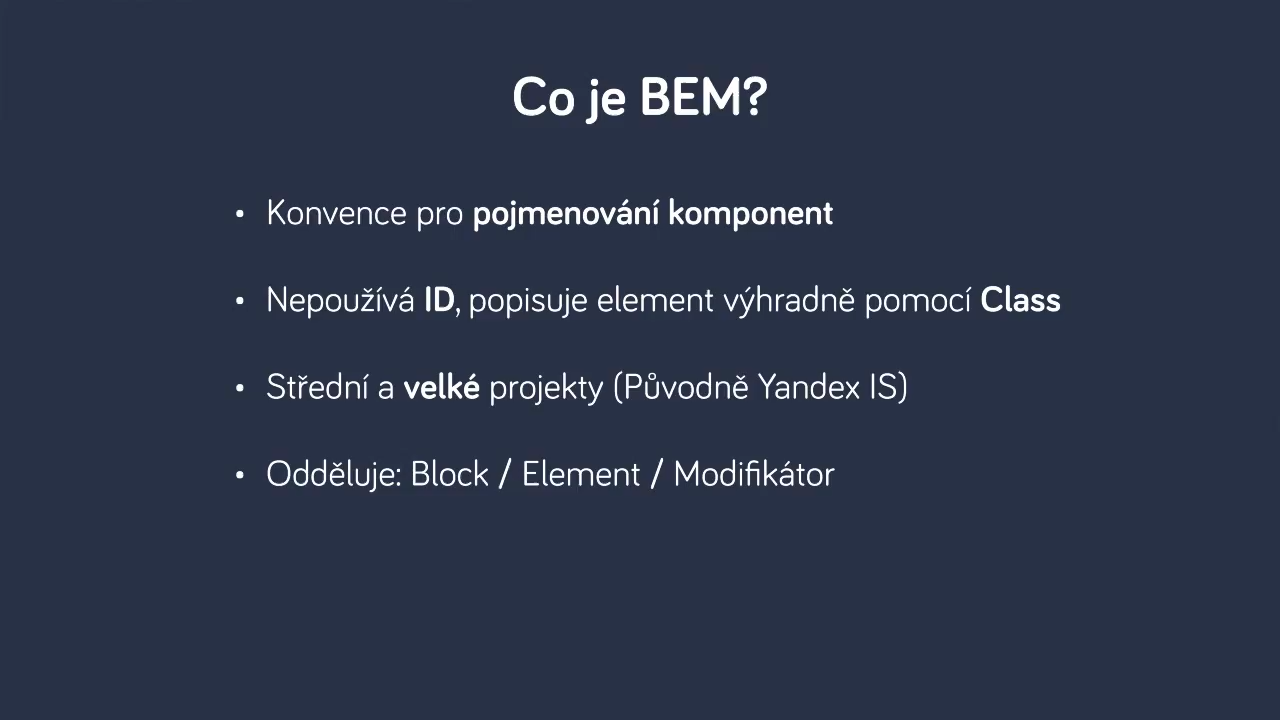 Co je BEM?
• Konvence pro pojmenování komponent
• Nepoužívá ID, popisuje element výhradně pomocí Class
• Střední a velké projekty (Původně Yandex IS)
• Odděluje: Block / Element / Modifikátor